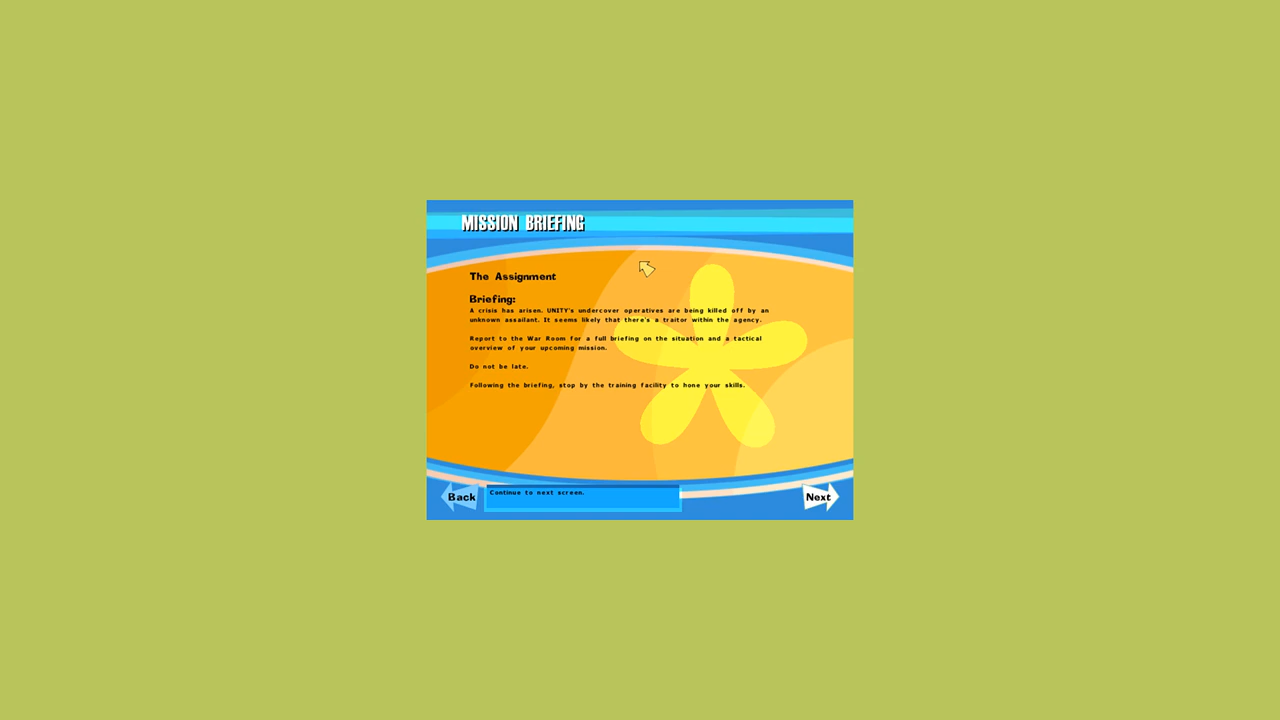 MISSION BRIEFING
The Assignment
Briefing:
A crisis has arisen. UNITY's undercover operatives are being killed off by an
unknown assailant. It seems likely that there's a traitor within the agency.
Report to the War Room for a full briefing on the situation and a tactical
overview of your upcoming mission.
Do not be late.
Following the briefing, stop by the training facility to hone your skills.
Back
Continue to next screen.
Next